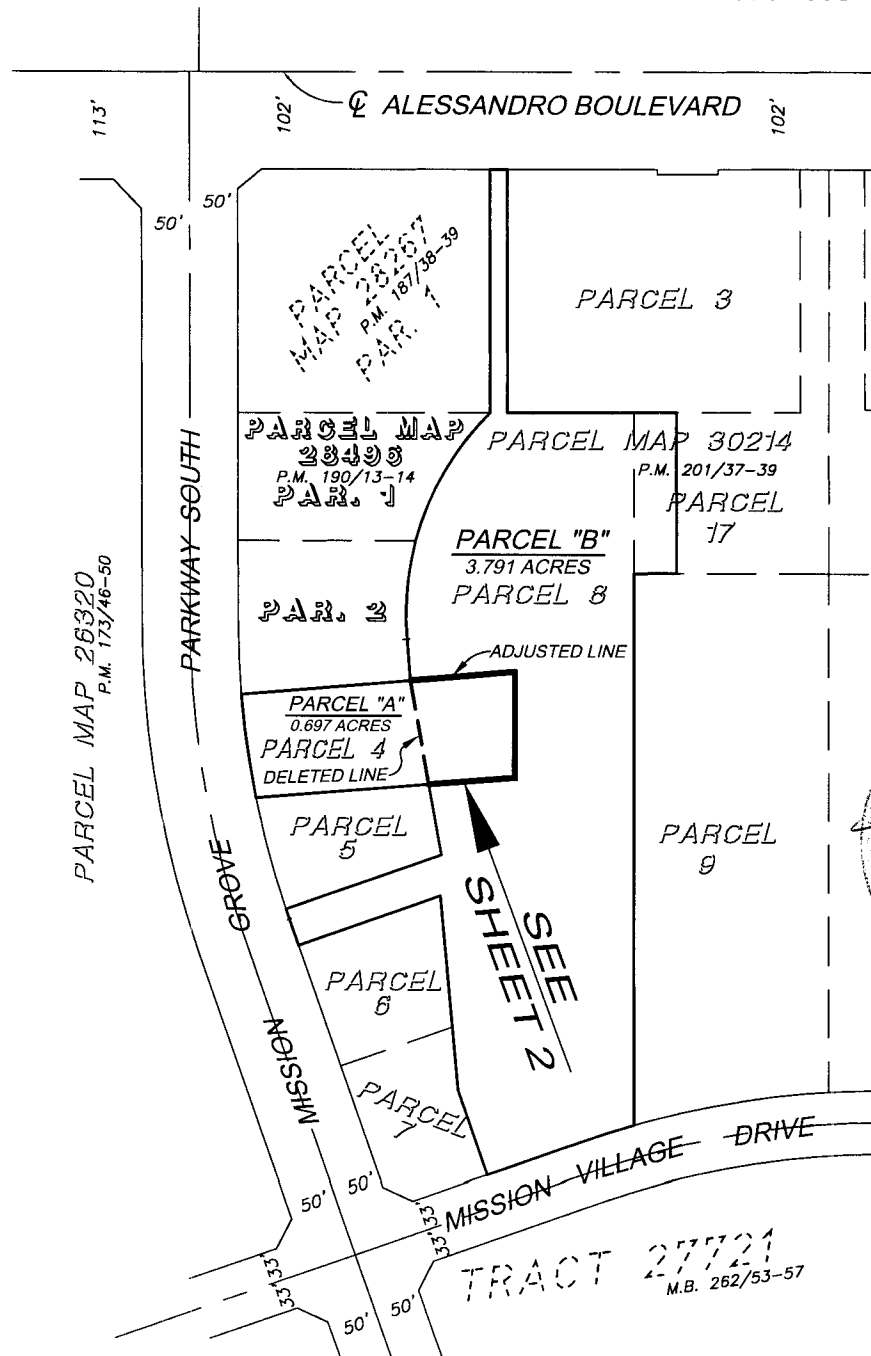 113'
102'
℄ ALESSANDRO BOULEVARD
102'
50'
50'
PARCEL
MAP 28267
P.M. 187/38-39
PAR. 1
PARCEL 3
PARCEL MAP
28496
P.M. 190/13-14
PAR. 1
PARCEL MAP 30214
P.M. 201/37-39
PARCEL
17
PARCEL "B"
3.791 ACRES
PARCEL 8
PAR. 2
PARCEL MAP 26320
P.M. 173/46-50
MISSION GROVE PARKWAY SOUTH
ADJUSTED LINE
PARCEL "A"
0.697 ACRES
PARCEL 4
DELETED LINE
PARCEL
5
PARCEL
9
SEE
SHEET 2
PARCEL
6
PARCEL
7
MISSION VILLAGE DRIVE
50'
50'
33'
33'
33'
33'
50'
50'
TRACT 27721
M.B. 262/53-57